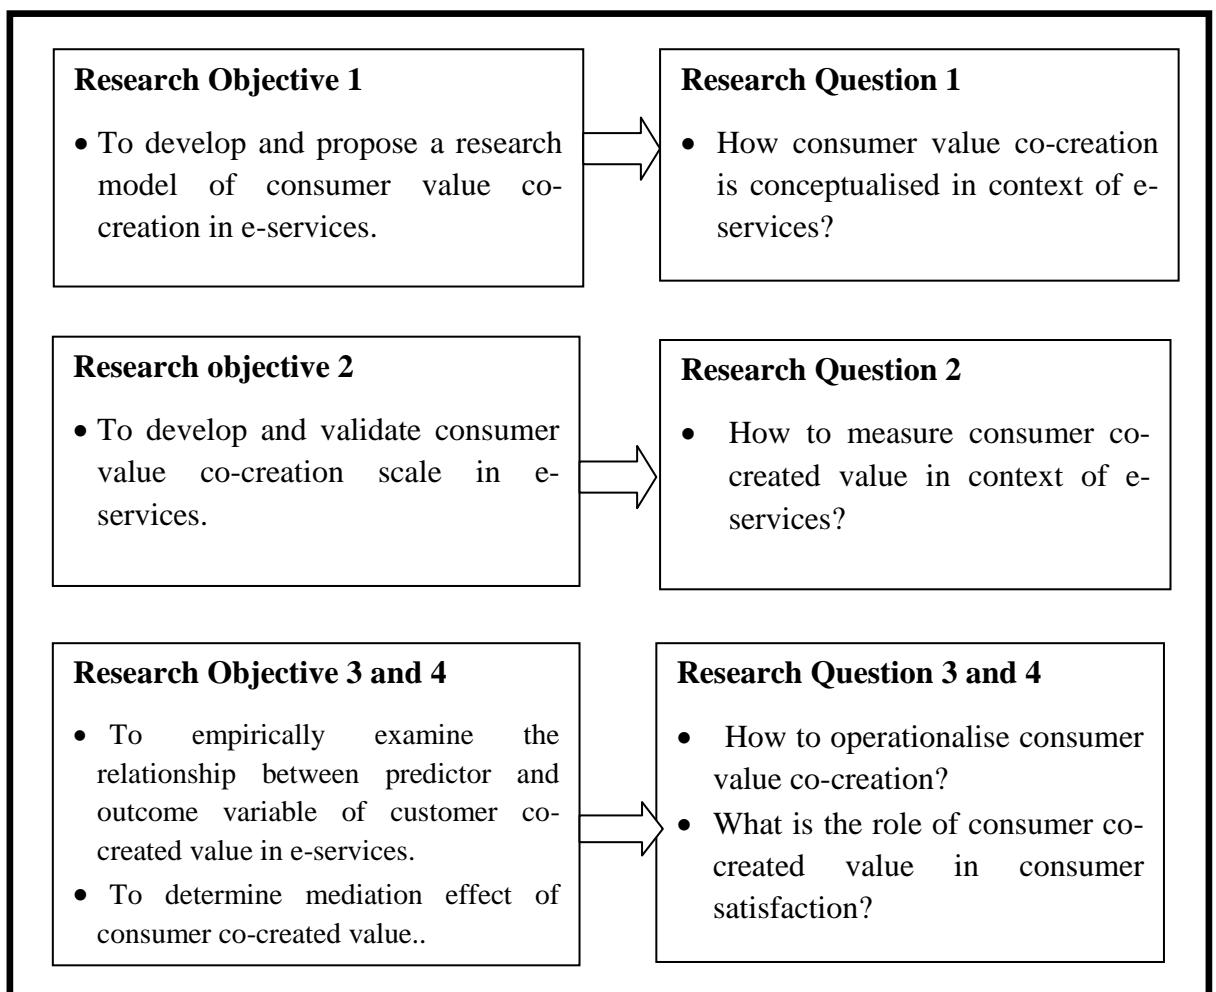 Research Objective 1
• To develop and propose a research
model of consumer value co-
creation in e-services.
Research Question 1
• How consumer value co-creation
is conceptualised in context of e-
services?
Research objective 2
• To develop and validate consumer
value co-creation scale in e-
services.
Research Question 2
• How to measure consumer co-
created value in context of e-
services?
Research Objective 3 and 4
• To empirically examine the
relationship between predictor and
outcome variable of customer co-
created value in e-services.
• To determine mediation effect of
consumer co-created value..
Research Question 3 and 4
• How to operationalise consumer
value co-creation?
• What is the role of consumer co-
created value in consumer
satisfaction?